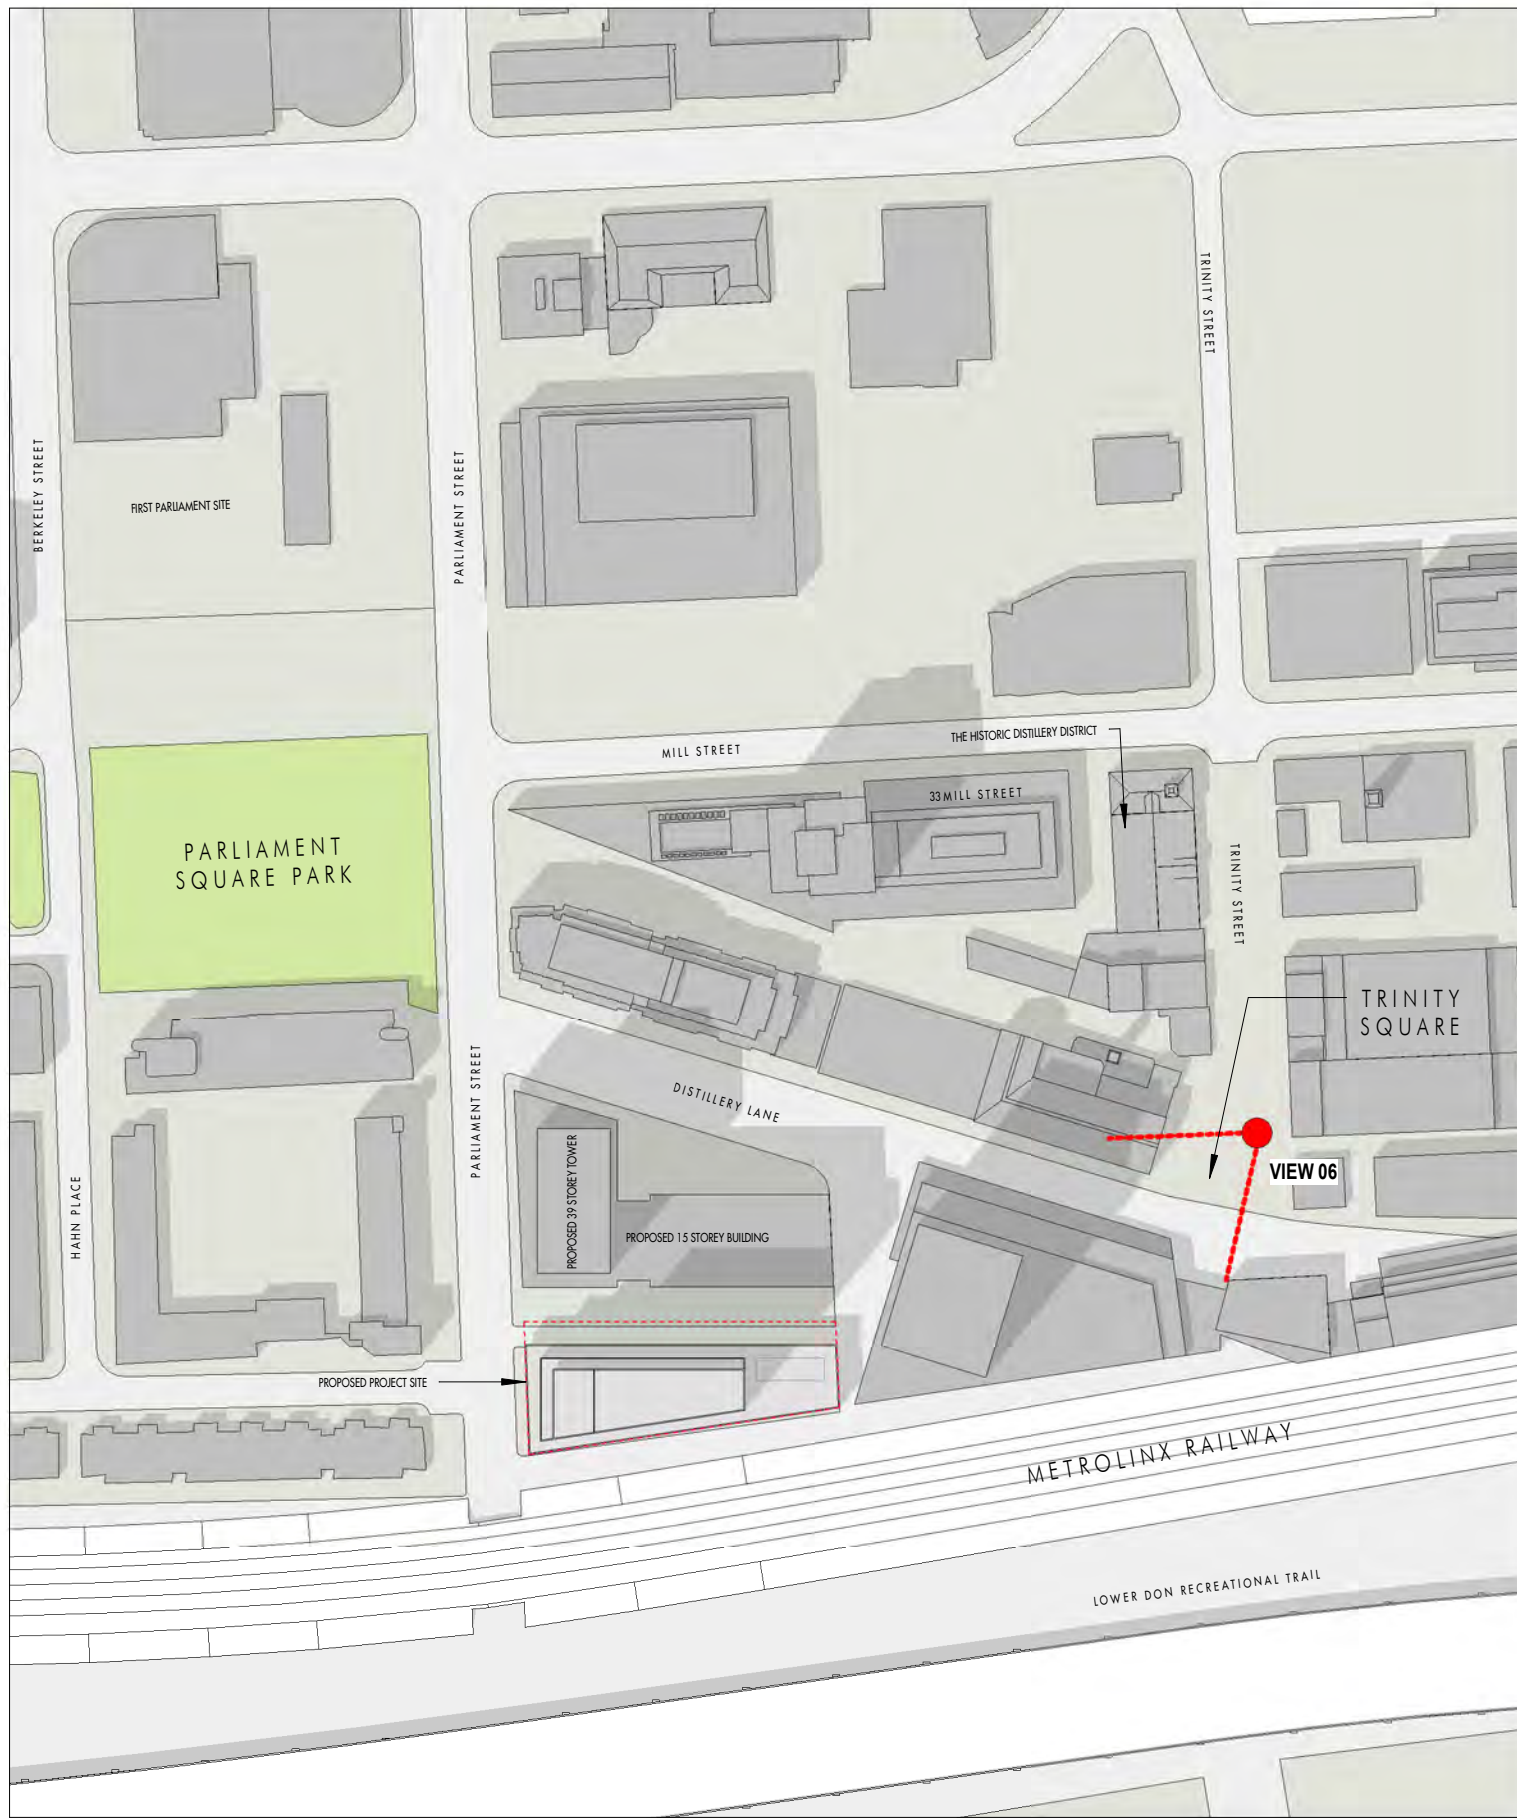 TRINITY STREET
BERKELEY STREET
FIRST PARLIAMENT SITE
PARLIAMENT STREET
MILL STREET
THE HISTORIC DISTILLERY DISTRICT
33 MILL STREET
PARLIAMENT
SQUARE PARK
TRINITY STREET
TRINITY
SQUARE
PARLIAMENT STREET
DISTILLERY LANE
VIEW 06
HAHN PLACE
PROPOSED 39 STOREY TOWER
PROPOSED 15 STOREY BUILDING
PROPOSED PROJECT SITE
METROLINX RAILWAY
LOWER DON RECREATIONAL TRAIL